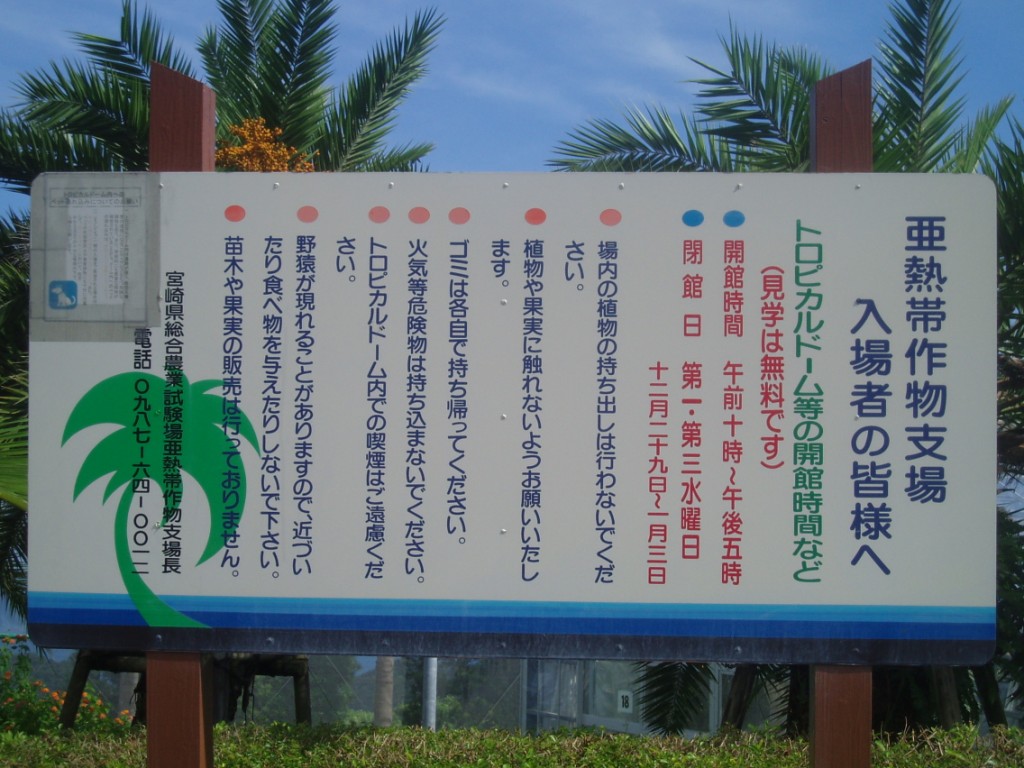 亜熱帯作物支場
入場者の皆様へ
トロピカルドーム等の開館時間など
(見学は無料です)
開館時間 午前十時~午後五時
閉館日 第一・第三水曜日
十二月二十九日~一月三日
場内の植物の持ち出しは行わないでくだ
さい。
植物や果実に触れないようお願いいたし
ます。
ゴミは各自で持ち帰ってください。
火気等危険物は持ち込まないでください。
トロピカルドーム内での喫煙はご遠慮くだ
さい。
野猿が現れることがありますので、近づい
たり食べ物を与えたりしないで下さい。
苗木や果実の販売は行っておりません。
宮崎県総合農業試験場亜熱帯作物支場長
電話 〇九八七-六四-〇〇一二
18